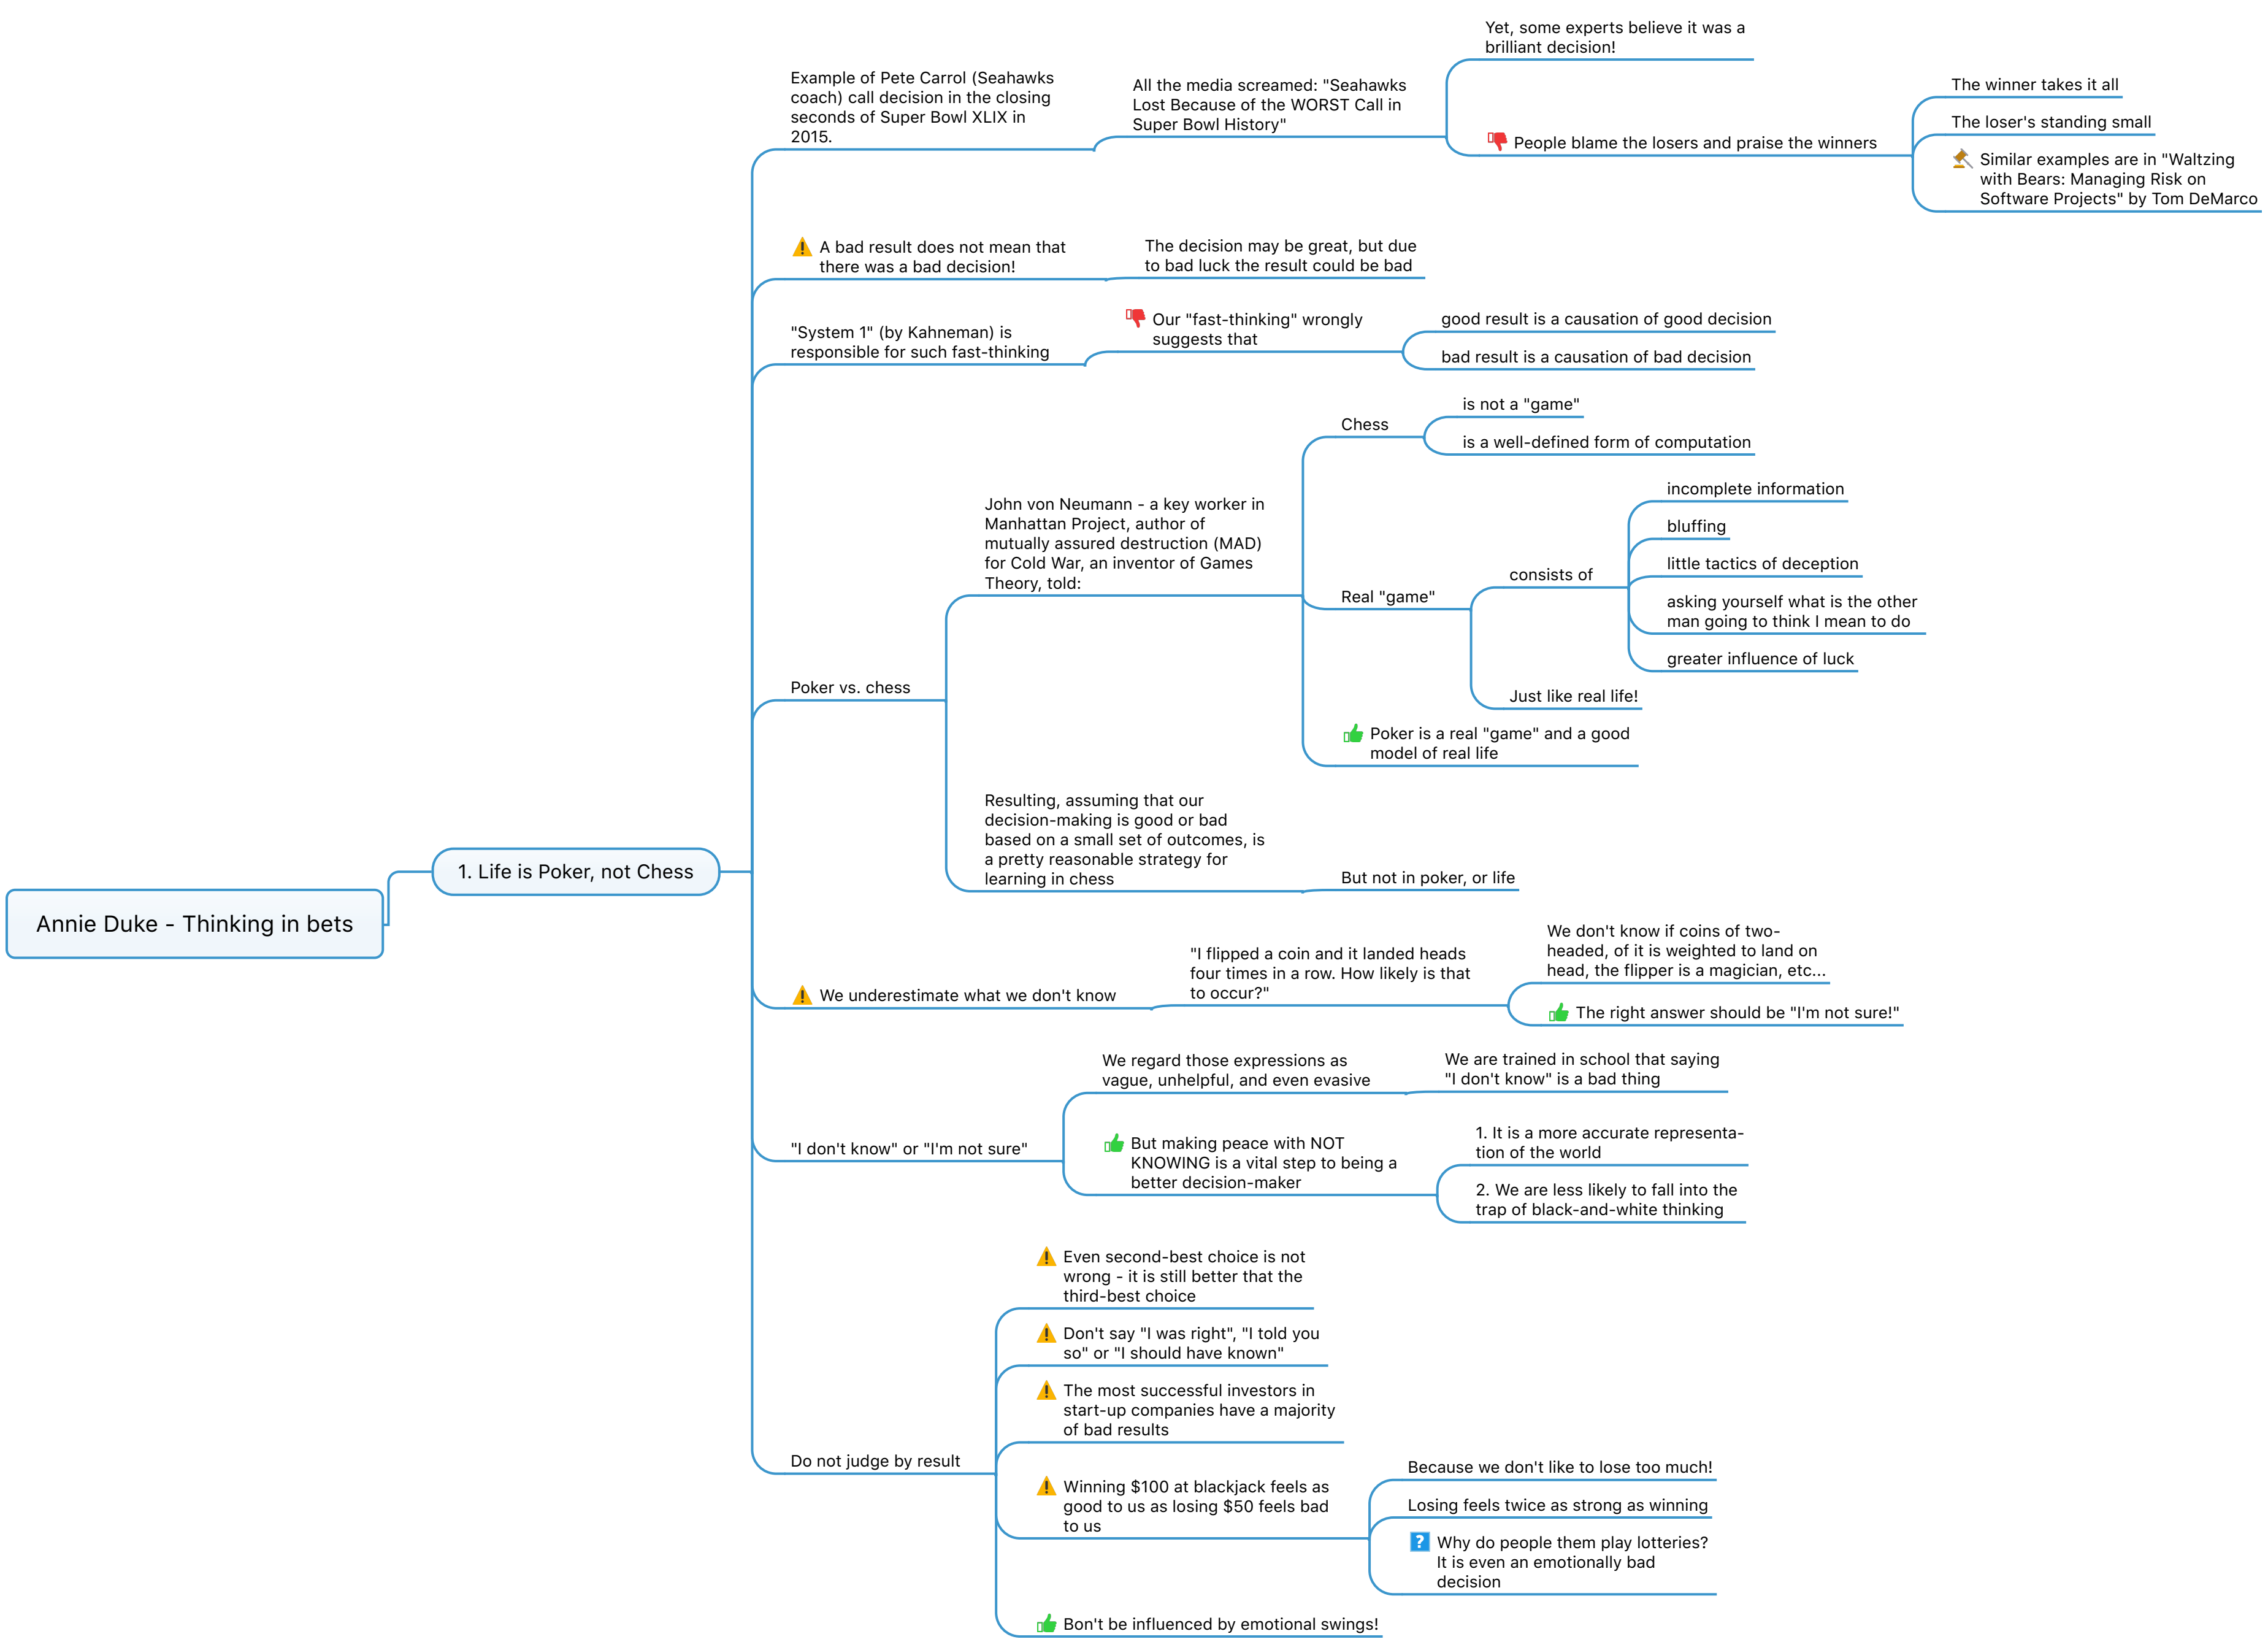 Annie Duke - Thinking in bets
1. Life is Poker, not Chess
Example of Pete Carrol (Seahawks
coach) call decision in the closing
seconds of Super Bowl XLIX in
2015.
All the media screamed: "Seahawks
Lost Because of the WORST Call in
Super Bowl History"
Yet, some experts believe it was a
brilliant decision!
People blame the losers and praise the winners
The winner takes it all
The loser's standing small
Similar examples are in "Waltzing
with Bears: Managing Risk on
Software Projects" by Tom DeMarco
A bad result does not mean that
there was a bad decision!
The decision may be great, but due
to bad luck the result could be bad
"System 1" (by Kahneman) is
responsible for such fast-thinking
Our "fast-thinking" wrongly
suggests that
good result is a causation of good decision
bad result is a causation of bad decision
Poker vs. chess
John von Neumann - a key worker in
Manhattan Project, author of
mutually assured destruction (MAD)
for Cold War, an inventor of Games
Theory, told:
Chess
is not a "game"
is a well-defined form of computation
Real "game"
consists of
incomplete information
bluffing
little tactics of deception
asking yourself what is the other
man going to think I mean to do
greater influence of luck
Just like real life!
Poker is a real "game" and a good
model of real life
Resulting, assuming that our
decision-making is good or bad
based on a small set of outcomes, is
a pretty reasonable strategy for
learning in chess
But not in poker, or life
We underestimate what we don't know
"I flipped a coin and it landed heads
four times in a row. How likely is that
to occur?"
We don't know if coins of two-
headed, of it is weighted to land on
head, the flipper is a magician, etc...
The right answer should be "I'm not sure!"
"I don't know" or "I'm not sure"
We regard those expressions as
vague, unhelpful, and even evasive
We are trained in school that saying
"I don't know" is a bad thing
But making peace with NOT
KNOWING is a vital step to being a
better decision-maker
1. It is a more accurate representa-
tion of the world
2. We are less likely to fall into the
trap of black-and-white thinking
Do not judge by result
Even second-best choice is not
wrong - it is still better that the
third-best choice
Don't say "I was right", "I told you
so" or "I should have known"
The most successful investors in
start-up companies have a majority
of bad results
Winning $100 at blackjack feels as
good to us as losing $50 feels bad
to us
Because we don't like to lose too much!
Losing feels twice as strong as winning
Why do people them play lotteries?
It is even an emotionally bad
decision
Bon't be influenced by emotional swings!